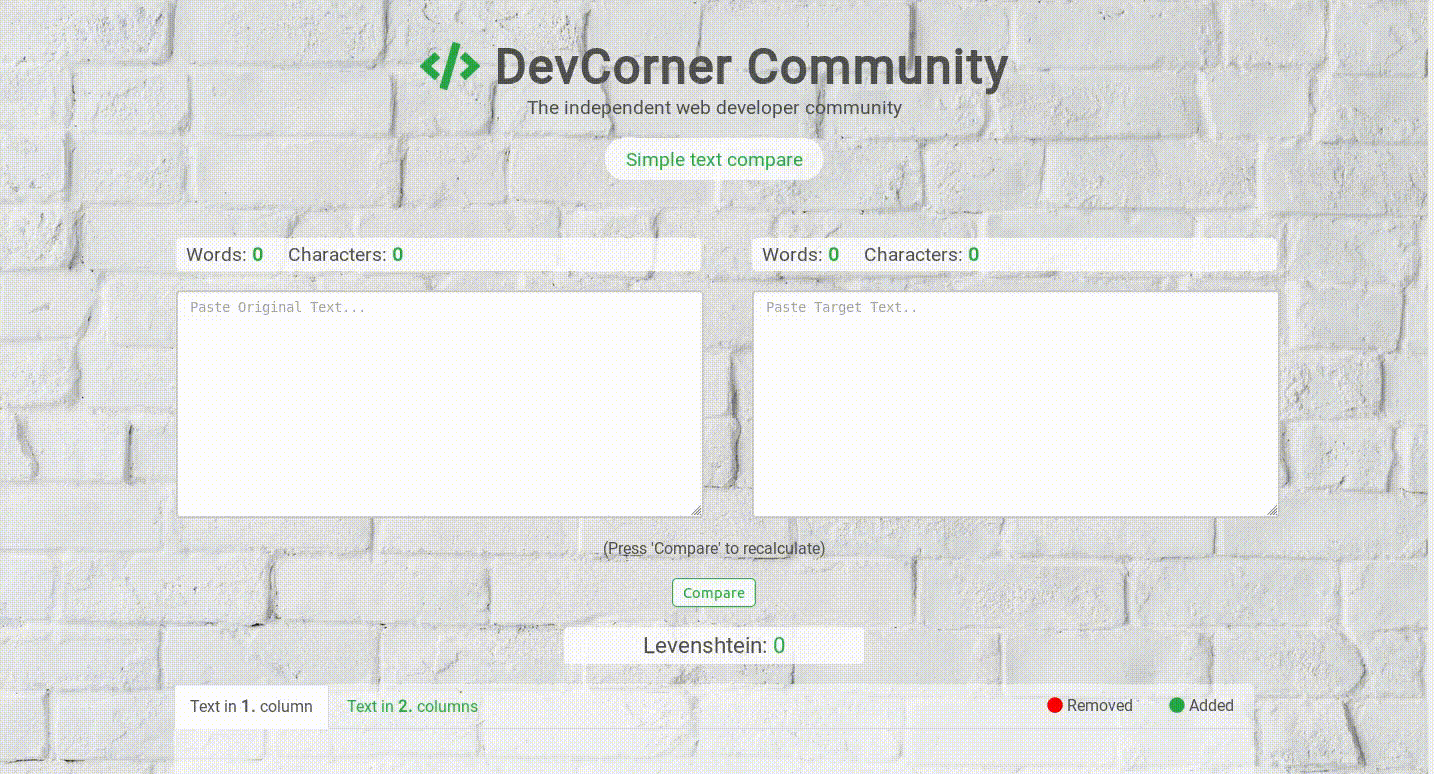 </> DevCorner Community
The independent web developer community
Simple text compare
Words: 0 Characters: 0
Words: 0 Characters: 0
Paste Original Text...
Paste Target Text..
(Press 'Compare' to recalculate)
Compare
Levenshtein: 0
Text in 1. column Text in 2. columns Removed Added